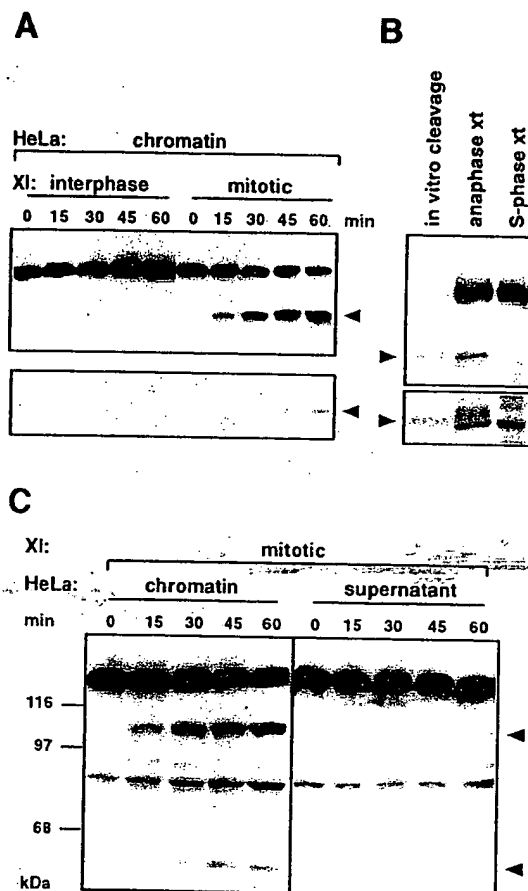 A
HeLa: chromatin
XI: interphase mitotic
0 15 30 45 60 0 15 30 45 60 min
B
in vitro cleavage
anaphase xt
S-phase xt
C
XI: mitotic
HeLa: chromatin supernatant
min 0 15 30 45 60 0 15 30 45 60
116
97
68
kDa